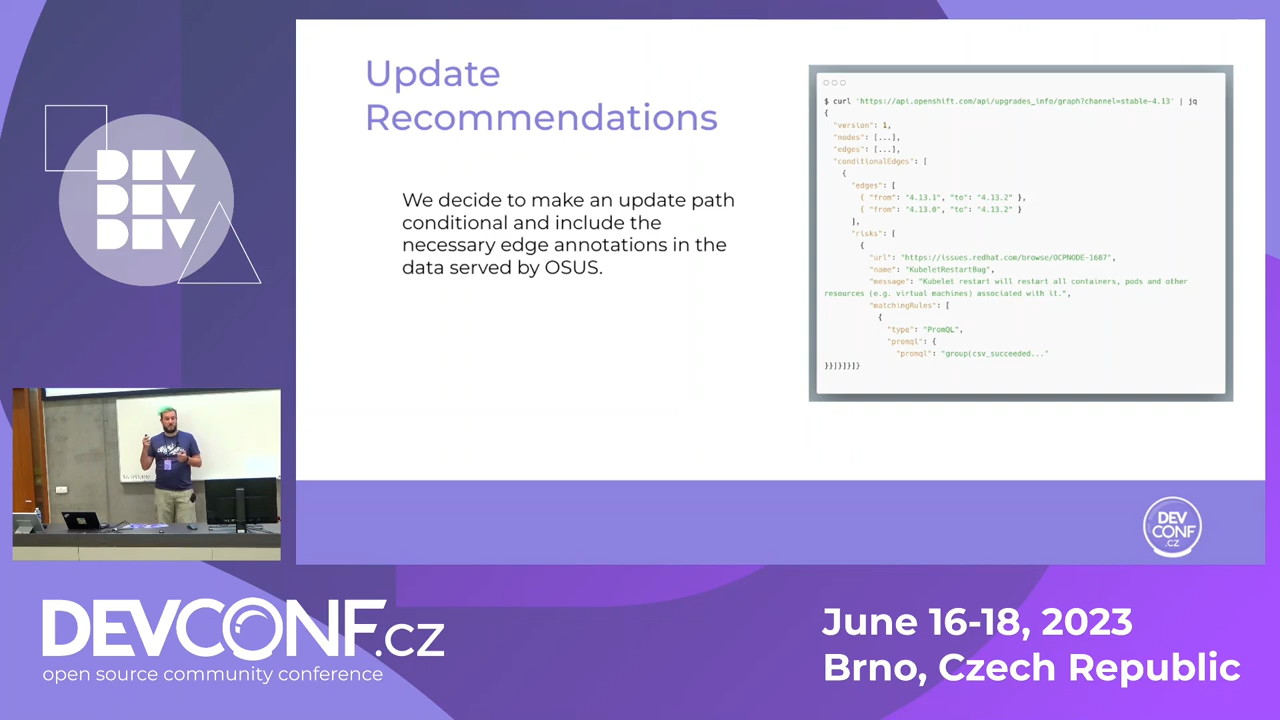 DEV
DEV
DEV
Update
Recommendations
We decide to make an update path
conditional and include the
necessary edge annotations in the
data served by OSUS.
$ curl 'https://api.openshift.com/api/upgrades_info/graph?channel=stable-4.13' | jq
{
"version": 1,
"nodes": [...],
"edges": [...],
"conditionalEdges": [
{
"edges": [
{ "from": "4.13.1", "to": "4.13.2" },
{ "from": "4.13.0", "to": "4.13.2" }
],
"risks": [
{
"url": "https://issues.redhat.com/browse/OCPNODE-1687",
"name": "KubeletRestartBug",
"message": "Kubelet restart will restart all containers, pods and other
resources (e.g. virtual machines) associated with it.",
"matchingRules": [
{
"type": "PromQL",
"promql": {
"promql": "group(csv_succeeded..."
}}]}]}]}
DEV
CONF
.CZ
DEVCONF.cz
open source community conference
June 16-18, 2023
Brno, Czech Republic